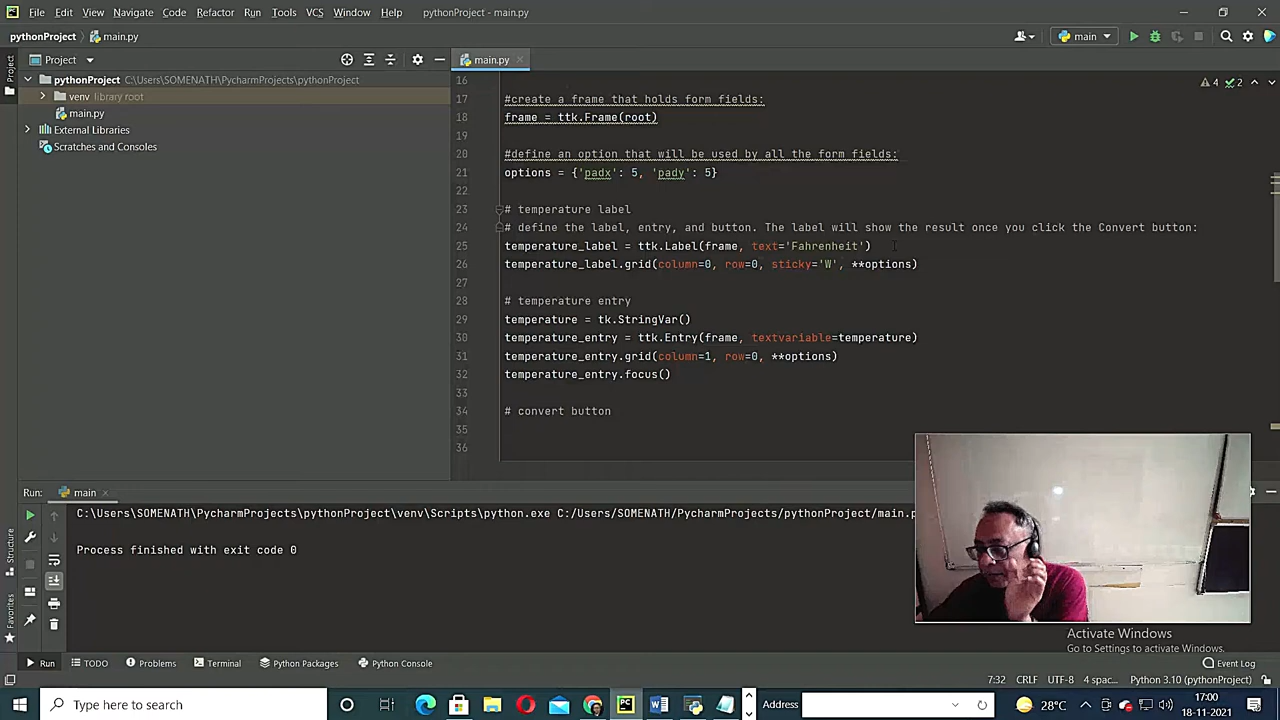 File Edit View Navigate Code Refactor Run Tools VCS Window Help pythonProject - main.py
pythonProject main.py main
Project main.py
pythonProject C:\Users\SOMENATH\PycharmProjects\pythonProject
venv library root
main.py
External Libraries
Scratches and Consoles
4 2
16
17 #create a frame that holds form fields:
18 frame = ttk.Frame(root)
19
20 #define an option that will be used by all the form fields:
21 options = {'padx': 5, 'pady': 5}
22
23 # temperature label
24 # define the label, entry, and button. The label will show the result once you click the Convert button:
25 temperature_label = ttk.Label(frame, text='Fahrenheit')
26 temperature_label.grid(column=0, row=0, sticky='W', **options)
27
28 # temperature entry
29 temperature = tk.StringVar()
30 temperature_entry = ttk.Entry(frame, textvariable=temperature)
31 temperature_entry.grid(column=1, row=0, **options)
32 temperature_entry.focus()
33
34 # convert button
35
36
Run: main
C:\Users\SOMENATH\PycharmProjects\pythonProject\venv\Scripts\python.exe C:/Users/SOMENATH/PycharmProjects/pythonProject/main.p
Process finished with exit code 0
Project
Structure
Favorites
Activate Windows
Go to Settings to activate Windows.
Run TODO Problems Terminal Python Packages Python Console Event Log
7:32 CRLF UTF-8 4 spac... Python 3.10 (pythonProject)
Type here to search
Address
28°C
17:00
18-11-2021